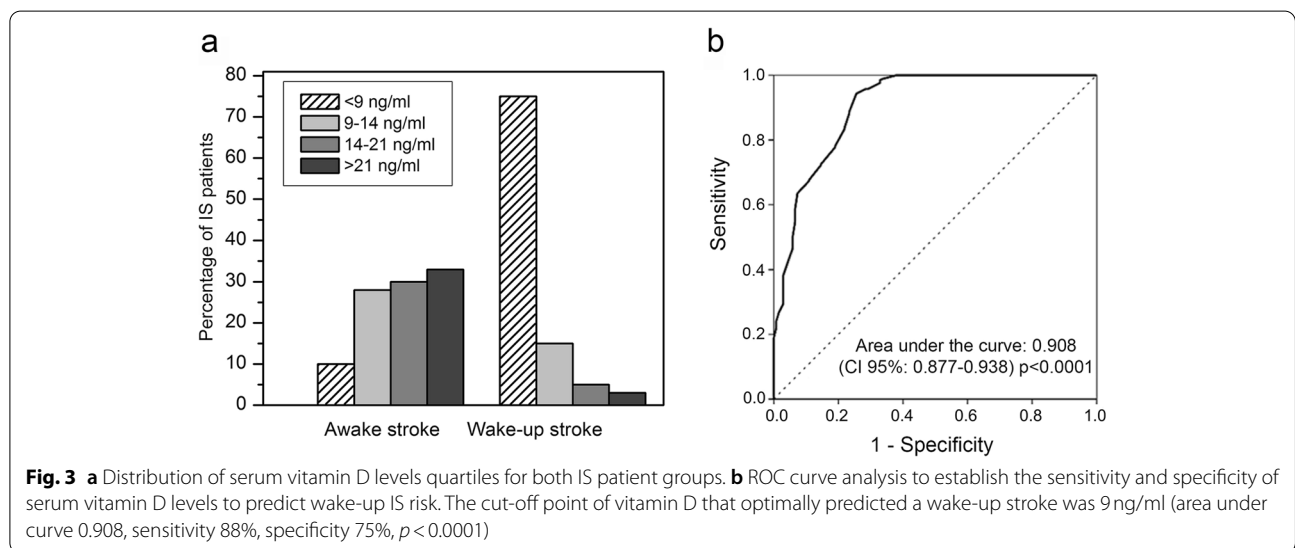 a
80
70
60
50
40
30
20
10
0
Percentage of IS patients
<9 ng/ml
9-14 ng/ml
14-21 ng/ml
>21 ng/ml
Awake stroke
Wake-up stroke
b
1.0
0.8
0.6
0.4
0.2
0.0
Sensitivity
Area under the curve: 0.908
(CI 95%: 0.877-0.938) p<0.0001
0.0
0.2
0.4
0.6
0.8
1.0
1 - Specificity
Fig. 3 a Distribution of serum vitamin D levels quartiles for both IS patient groups. b ROC curve analysis to establish the sensitivity and specificity of
serum vitamin D levels to predict wake-up IS risk. The cut-off point of vitamin D that optimally predicted a wake-up stroke was 9 ng/ml (area under
curve 0.908, sensitivity 88%, specificity 75%, p < 0.0001)